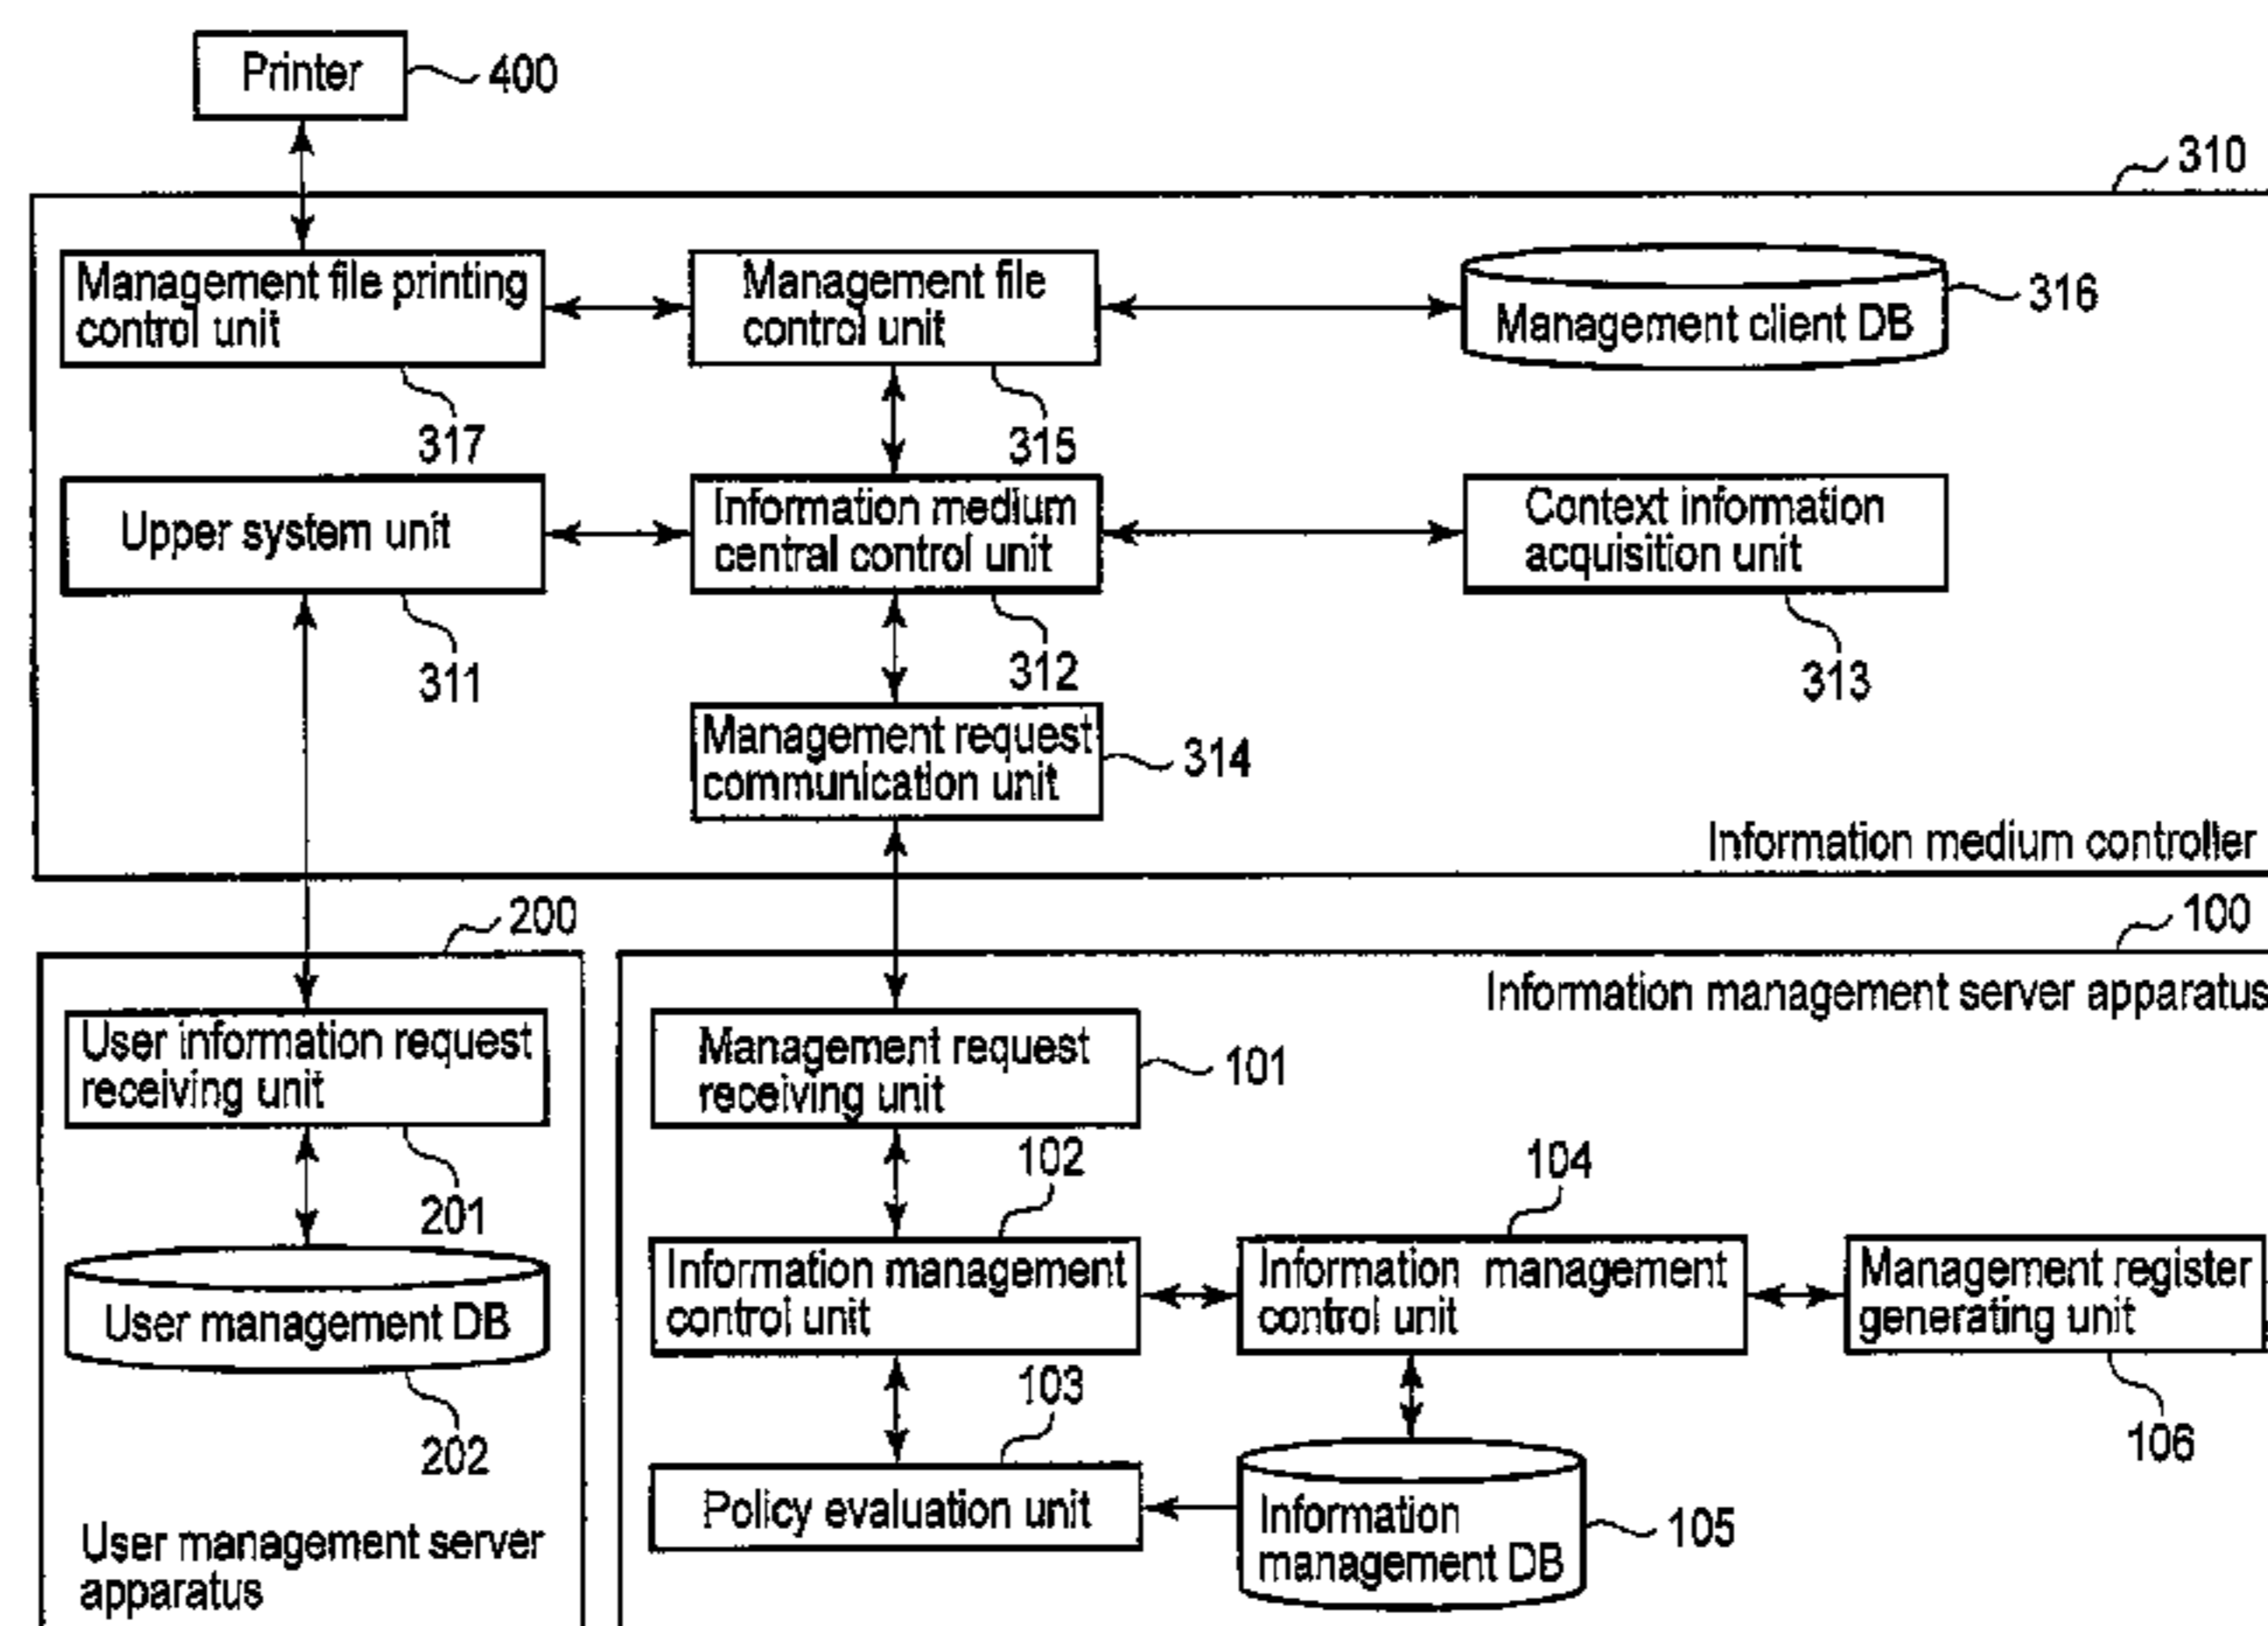 Printer
400
310
Management file printing
control unit
317
Management file
control unit
315
Management client DB
316
Upper system unit
311
Information medium
central control unit
312
Context information
acquisition unit
313
Management request
communication unit
314
Information medium controller
200
100
Information management server apparatus
User information request
receiving unit
201
Management request
receiving unit
101
102
104
User management DB
202
Information management
control unit
Information management
control unit
Management register
generating unit
106
103
Policy evaluation unit
Information
management DB
105
User management server
apparatus